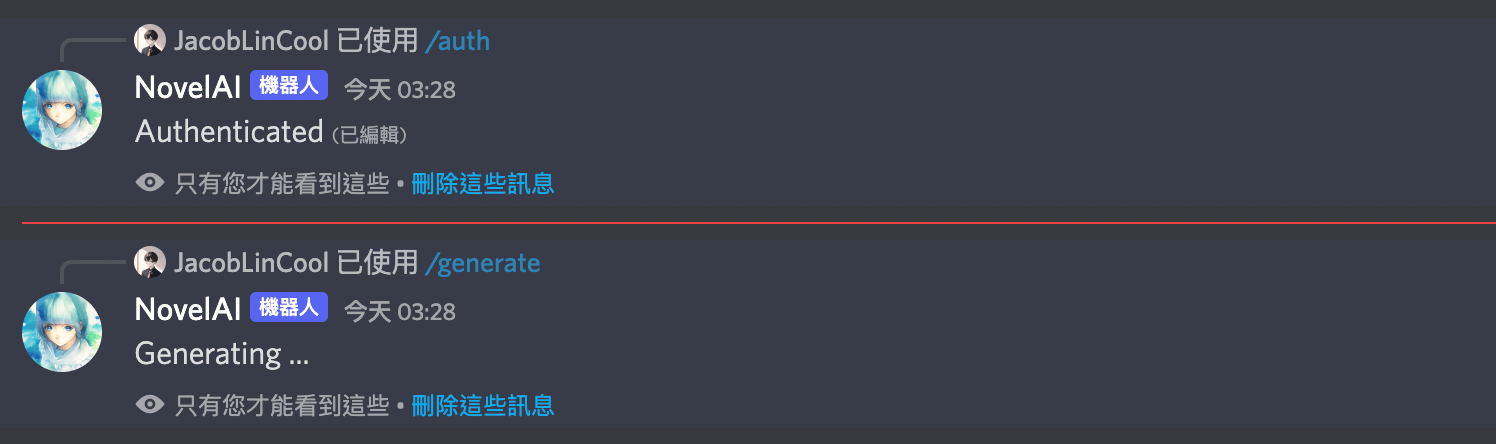 JacobLinCool 已使用 /auth
NovelAI 機器人 今天 03:28
Authenticated (已編輯)
只有您才能看到這些 • 刪除這些訊息
JacobLinCool 已使用 /generate
NovelAI 機器人 今天 03:28
Generating ...
只有您才能看到這些 • 刪除這些訊息